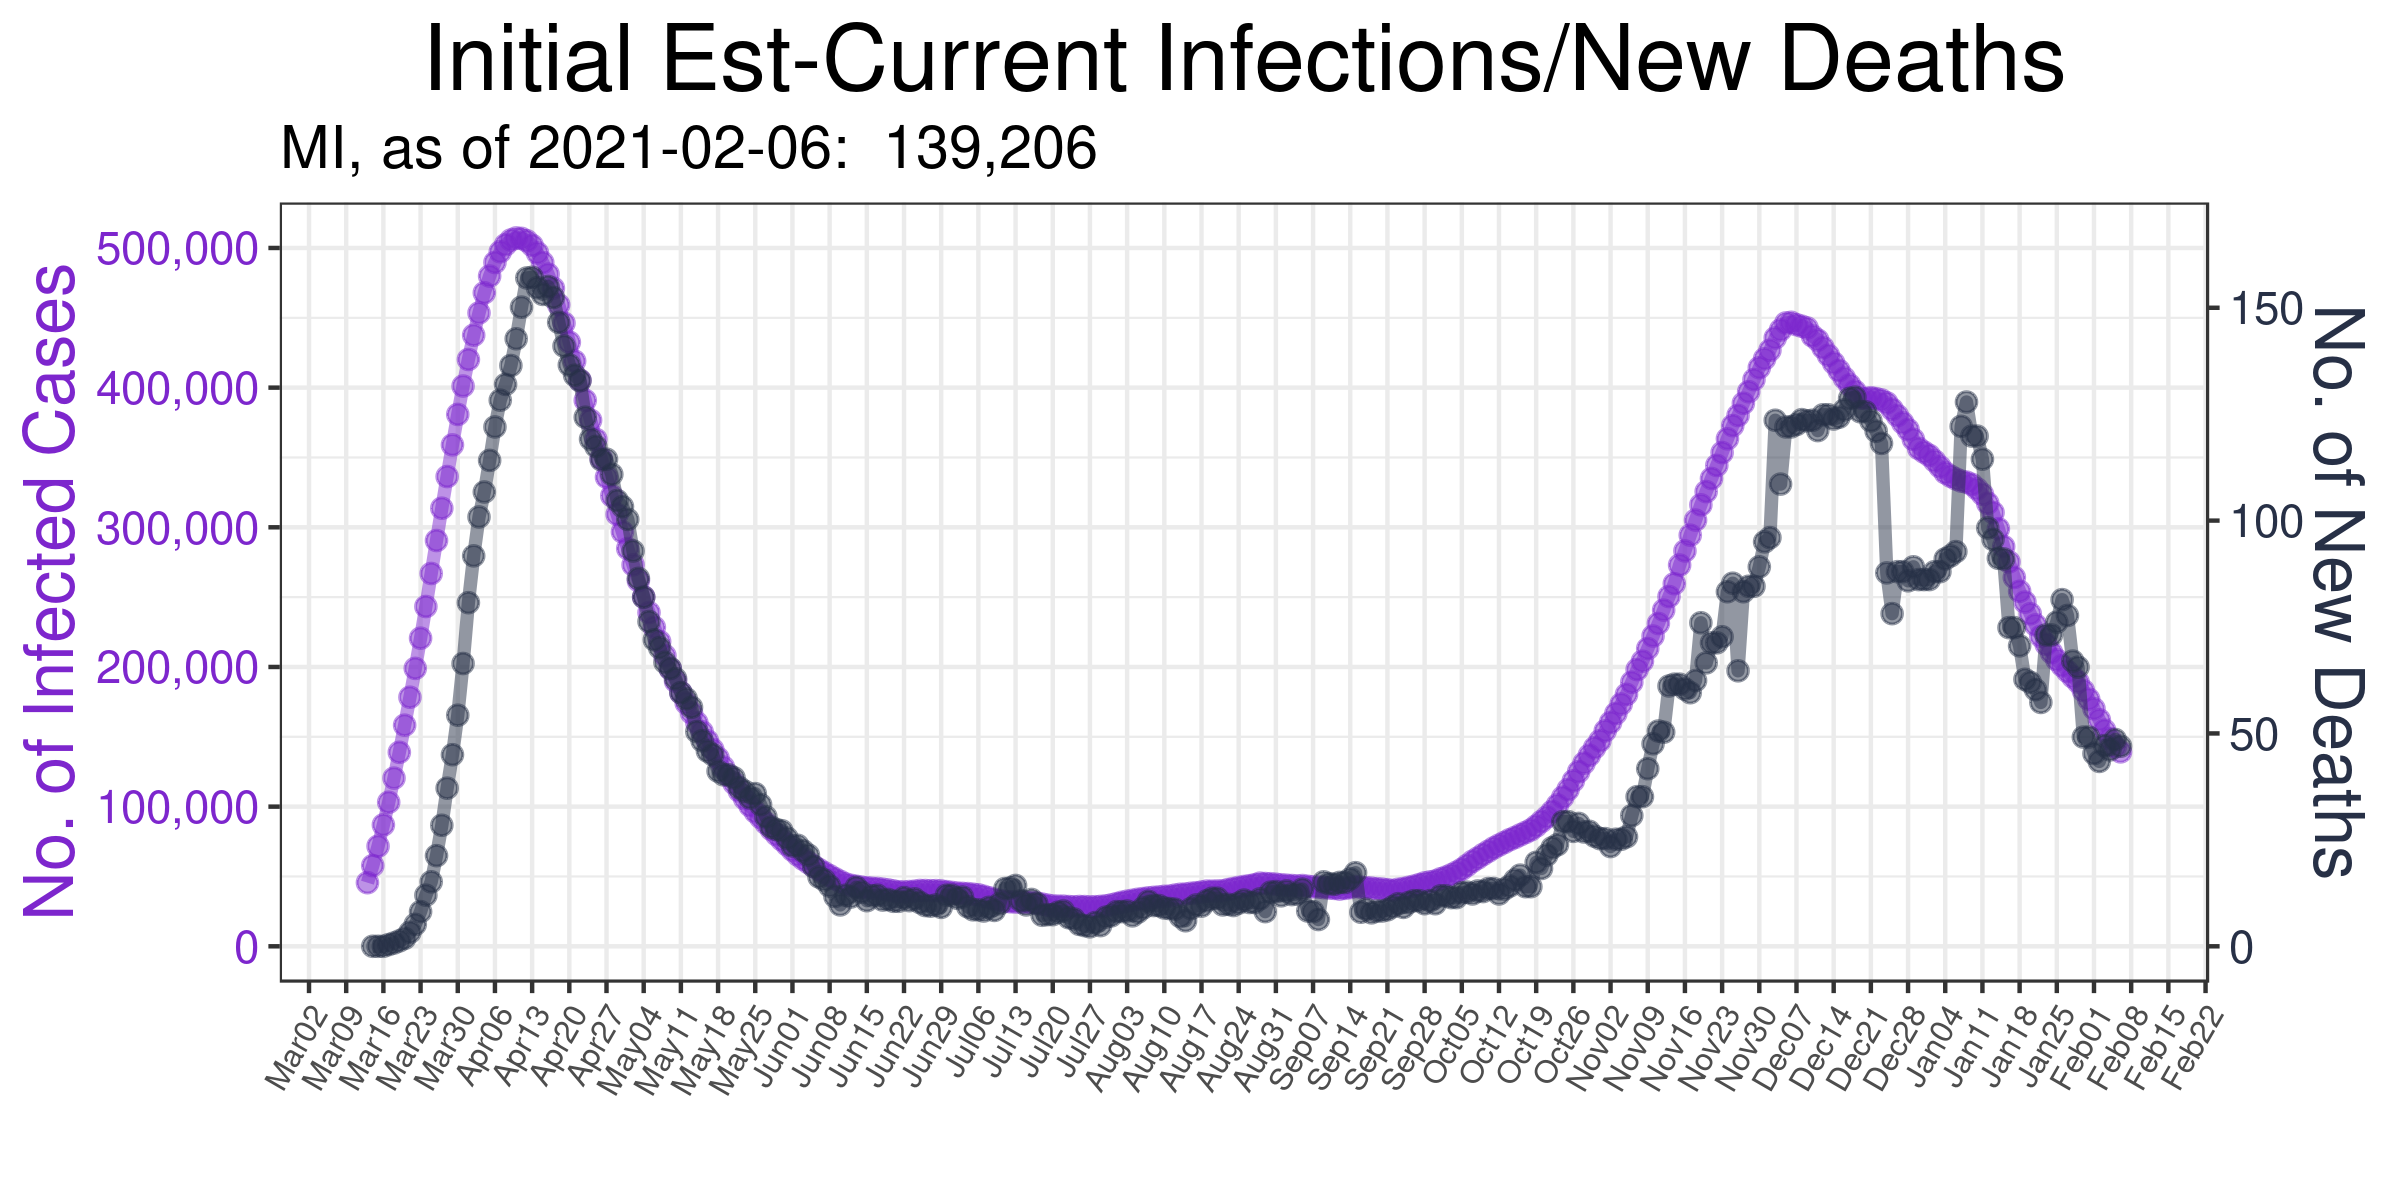 Initial Est-Current Infections/New Deaths
MI, as of 2021-02-06:  139,206
No. of Infected Cases
500,000
400,000
300,000
200,000
100,000
0
No. of New Deaths
150
100
50
0
Mar02
Mar09
Mar16
Mar23
Mar30
Apr06
Apr13
Apr20
Apr27
May04
May11
May18
May25
Jun01
Jun08
Jun15
Jun22
Jun29
Jul06
Jul13
Jul20
Jul27
Aug03
Aug10
Aug17
Aug24
Aug31
Sep07
Sep14
Sep21
Sep28
Oct05
Oct12
Oct19
Oct26
Nov02
Nov09
Nov16
Nov23
Nov30
Dec07
Dec14
Dec21
Dec28
Jan04
Jan11
Jan18
Jan25
Feb01
Feb08
Feb15
Feb22